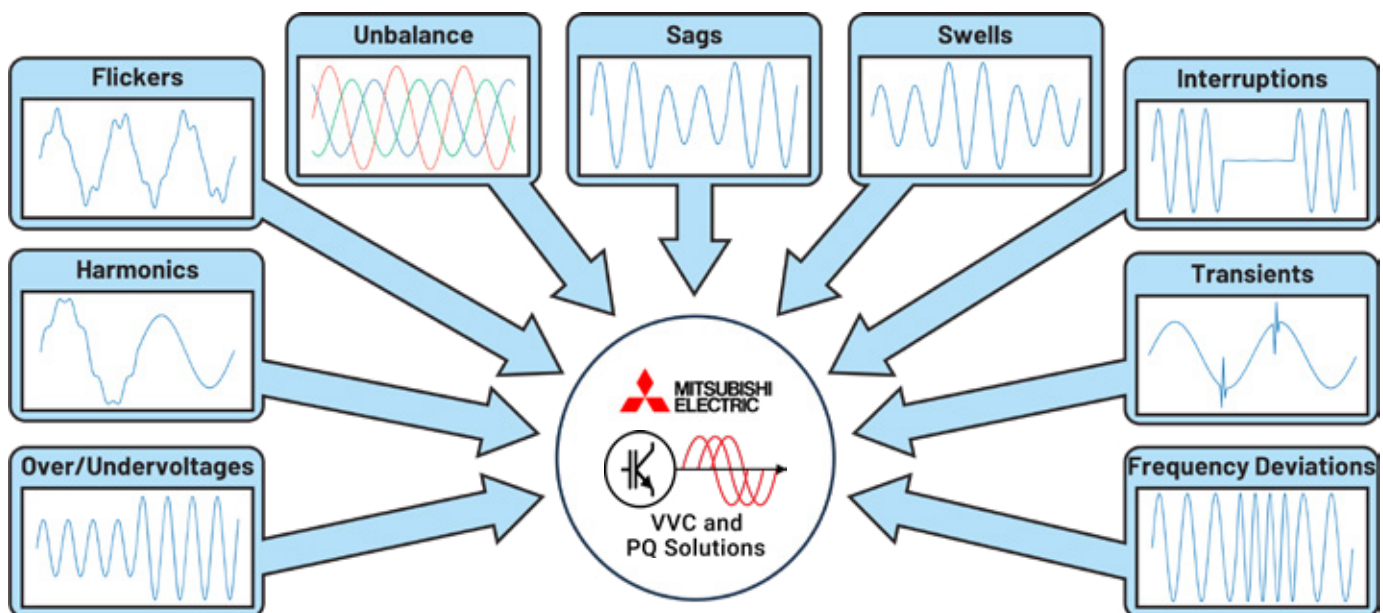 Flickers
Unbalance
Sags
Swells
Interruptions
Harmonics
Transients
Over/Undervoltages
Frequency Deviations
MITSUBISHI
ELECTRIC
VVC and
PQ Solutions